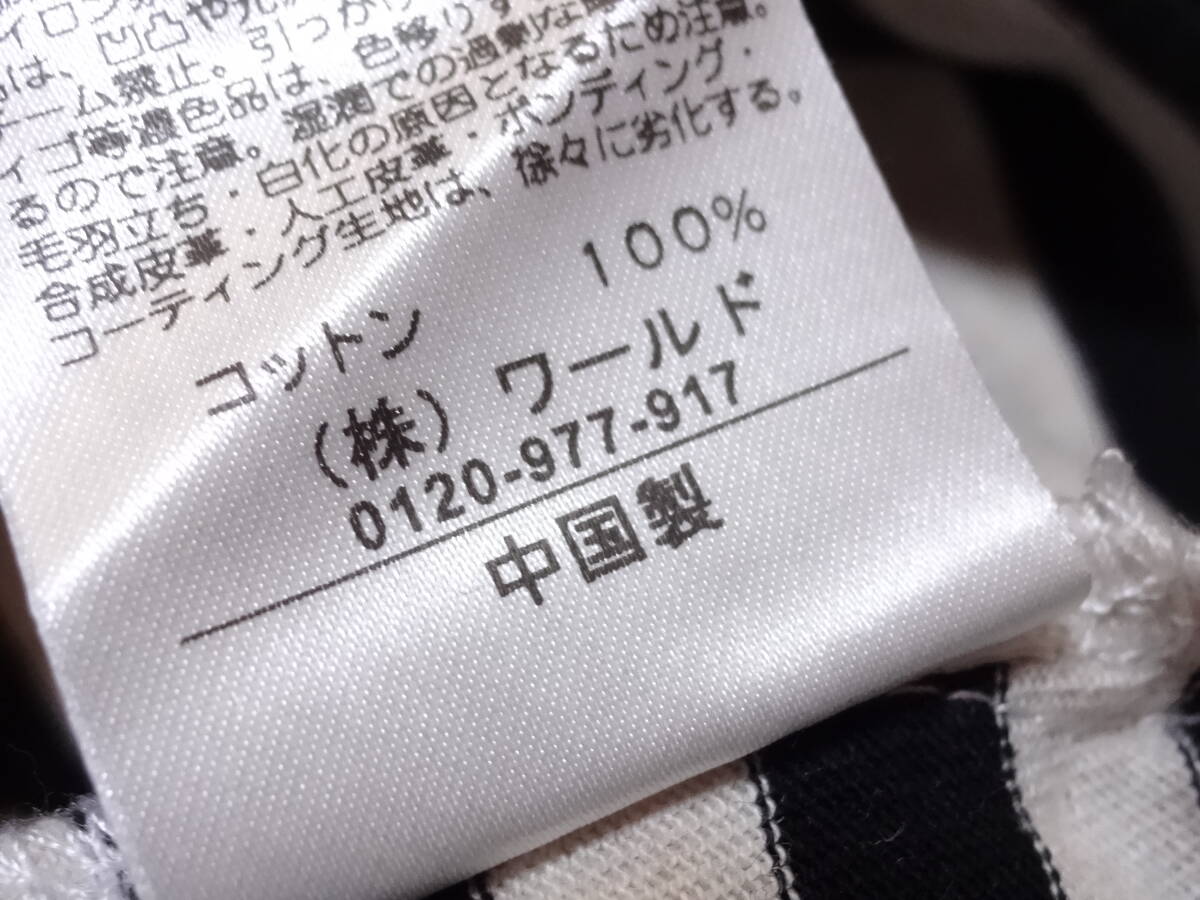 イロン
は、凹凸や
ーム禁止。引っかけ
ィゴ等濃色品は、色移りす
るので注意。湿潤での過剰な
毛羽立ち・白化の原因となるため注意。
合成皮革・人工皮革・ボンディング・
コーティング生地は、徐々に劣化する。
コットン 100%
(株) ワールド
0120-977-917
中国製